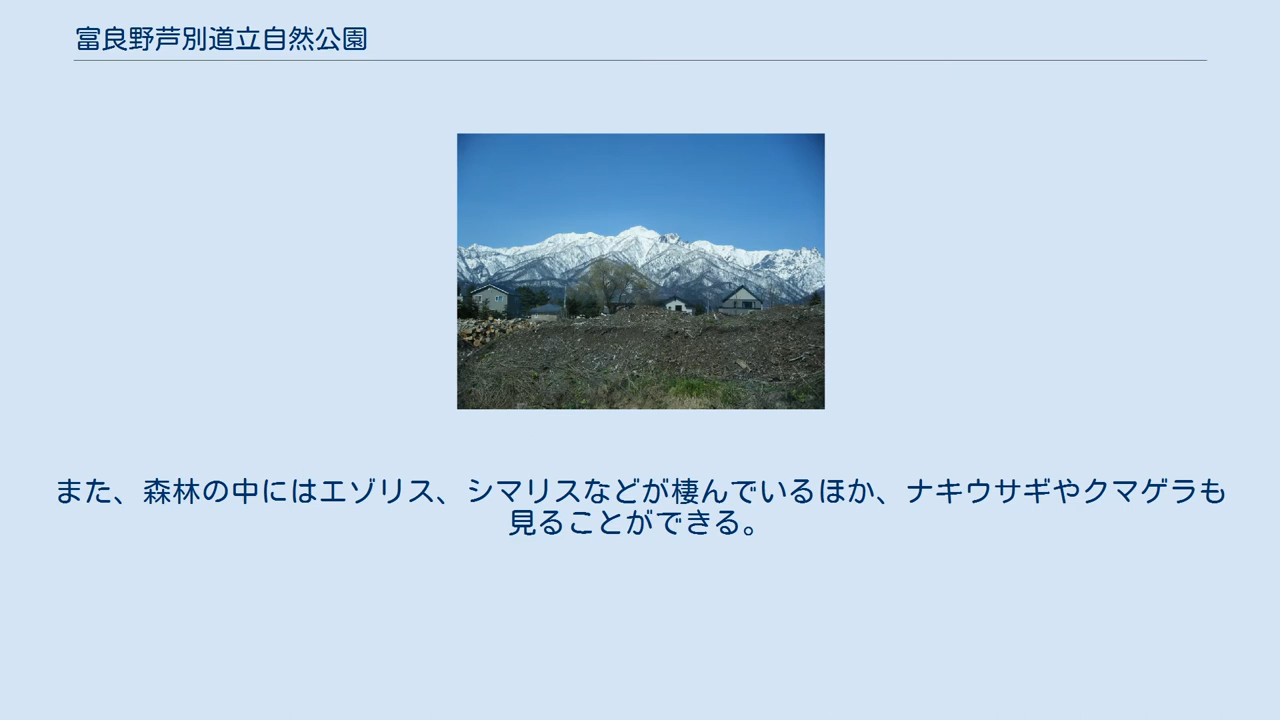 富良野芦別道立自然公園
また、森林の中にはエゾリス、シマリスなどが棲んでいるほか、ナキウサギやクマゲラも
見ることができる。